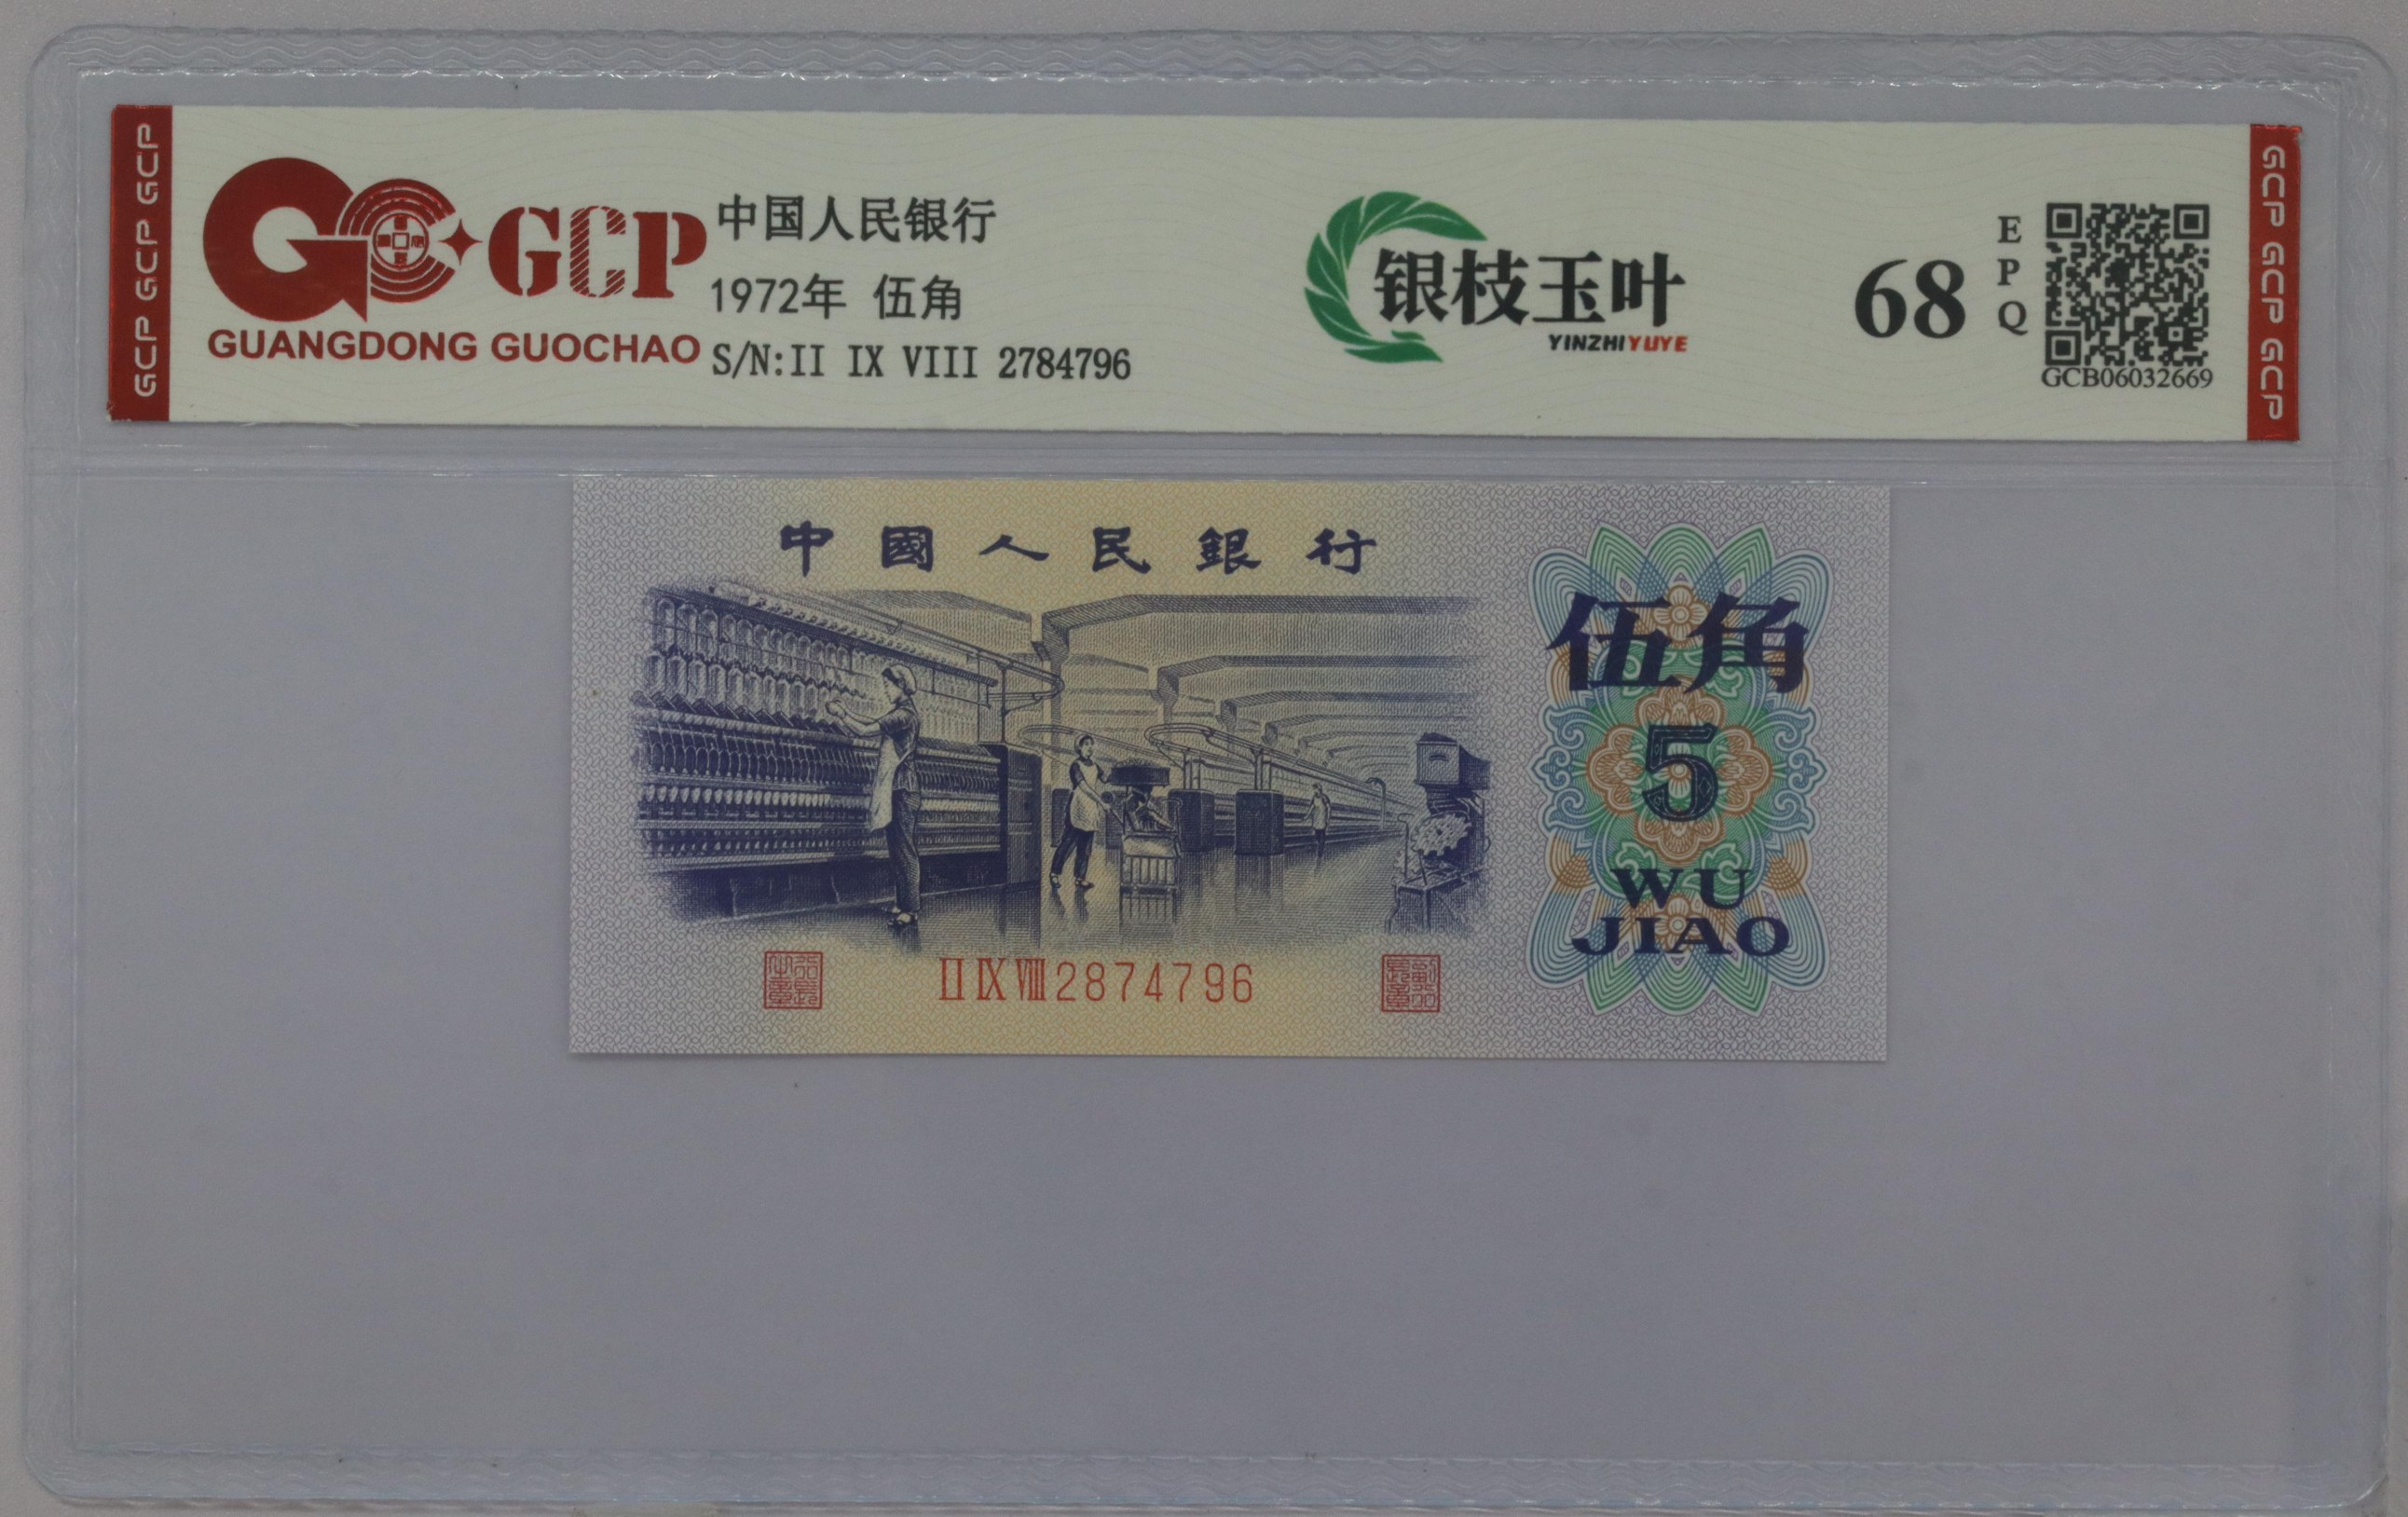 GCP GCP GCP
GCP
GUANGDONG GUOCHAO
中国人民银行
1972年 伍角
S/N:II IX VIII 2784796
银枝玉叶
YINZHIYUYE
68
EPQ
GCB06032669
GCP GCP GCP
中國人民銀行
伍角
5
WU
JIAO
II IX VIII 2874796